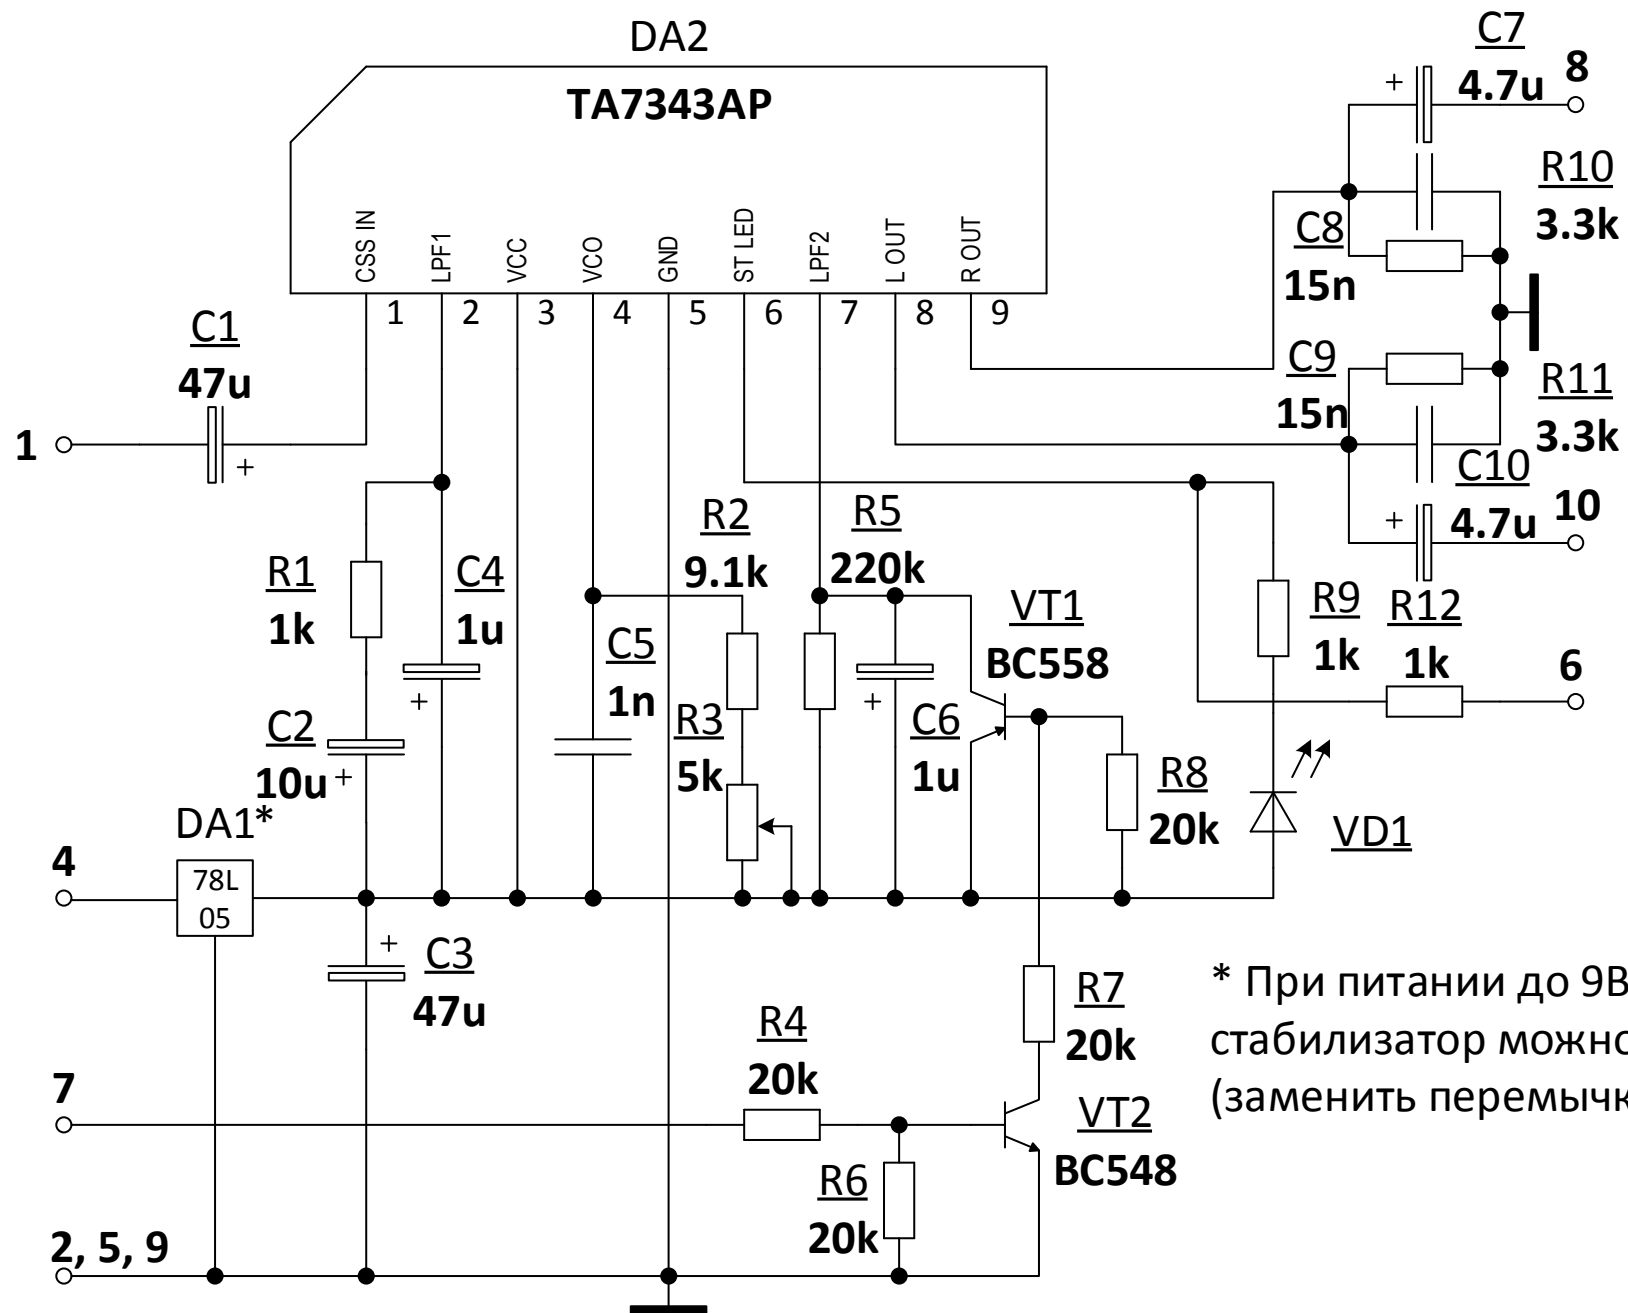 DA2
TA7343AP
CSS IN
LPF1
VCC
VCO
GND
ST LED
LPF2
L OUT
R OUT
1
2
3
4
5
6
7
8
9
C7
4.7u
8
R10
3.3k
C8
15n
C9
15n
R11
3.3k
C10
4.7u
10
C1
47u
1
+
+
+
R1
1k
C4
1u
+
C2
10u
+
R2
9.1k
C5
1n
R3
5k
R5
220k
C6
1u
+
VT1
BC558
R8
20k
R9
1k
R12
1k
6
VD1
DA1*
78L
05
4
C3
47u
+
R4
20k
7
R6
20k
R7
20k
VT2
BC548
2, 5, 9
* При питании до 9В
стабилизатор можно
(заменить